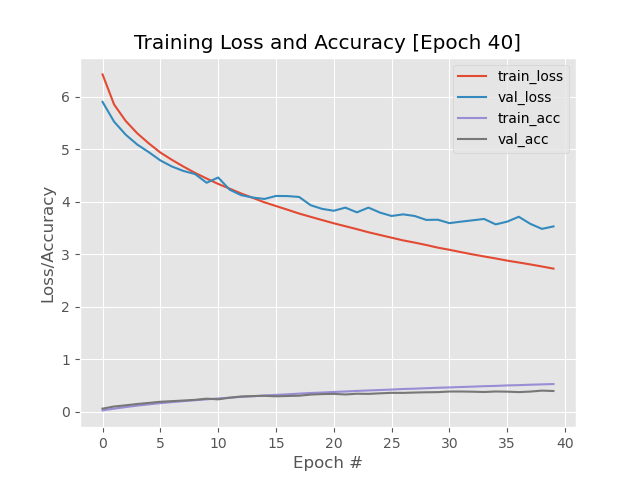 Training Loss and Accuracy [Epoch 40]
train_loss
val_loss
train_acc
val_acc
Loss/Accuracy
6
5
4
3
2
1
0
0 5 10 15 20 25 30 35 40
Epoch #